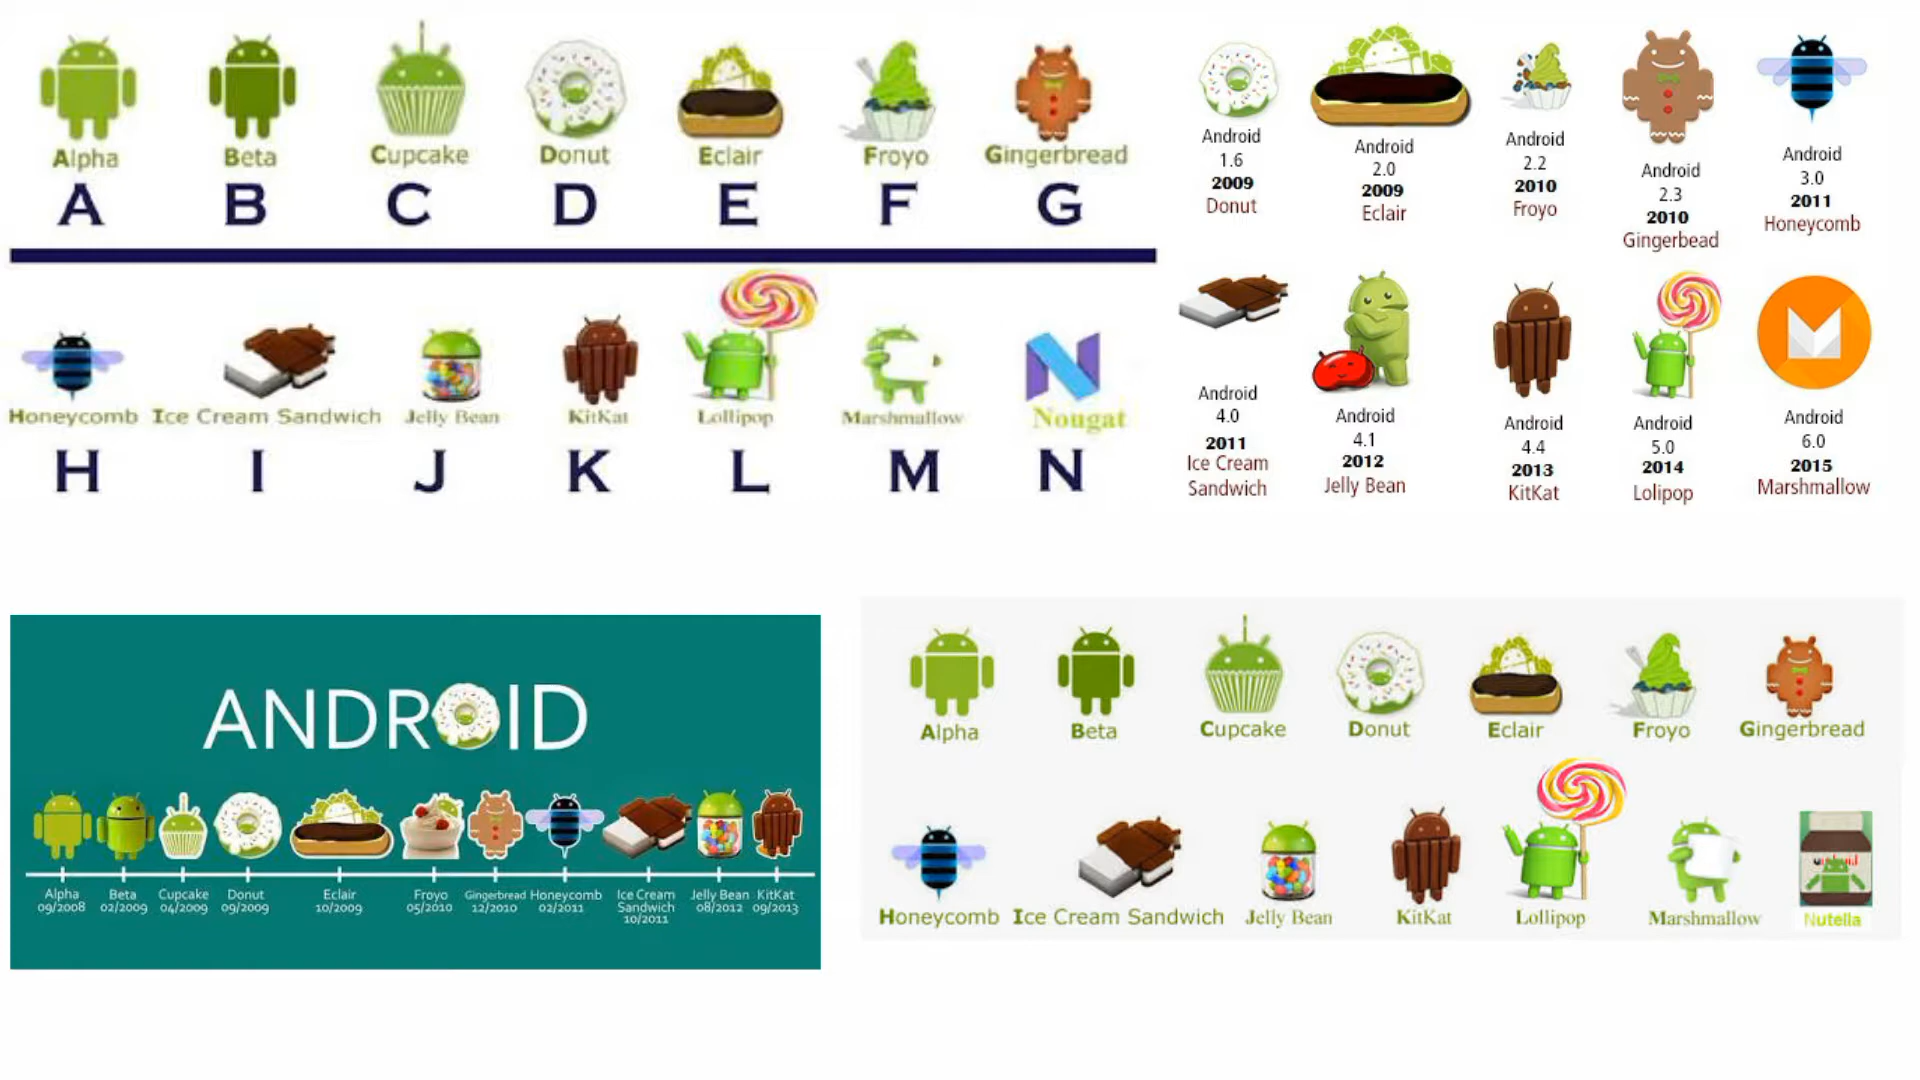 Alpha Beta Cupcake Donut Eclair Froyo Gingerbread
A B C D E F G
Honeycomb Ice Cream Sandwich Jelly Bean KitKat Lollipop Marshmallow Nougat
H I J K L M N
Android
1.6
2009
Donut
Android
2.0
2009
Eclair
Android
2.2
2010
Froyo
Android
2.3
2010
Gingerbead
Android
3.0
2011
Honeycomb
Android
4.0
2011
Ice Cream
Sandwich
Android
4.1
2012
Jelly Bean
Android
4.4
2013
KitKat
Android
5.0
2014
Lolipop
Android
6.0
2015
Marshmallow
ANDROID
Alpha
09/2008
Beta
02/2009
Cupcake
04/2009
Donut
09/2009
Eclair
10/2009
Froyo
05/2010
Gingerbread
12/2010
Honeycomb
02/2011
Ice Cream
Sandwich
10/2011
Jelly Bean
08/2012
KitKat
09/2013
Alpha Beta Cupcake Donut Eclair Froyo Gingerbread
Honeycomb Ice Cream Sandwich Jelly Bean KitKat Lollipop Marshmallow Nutella